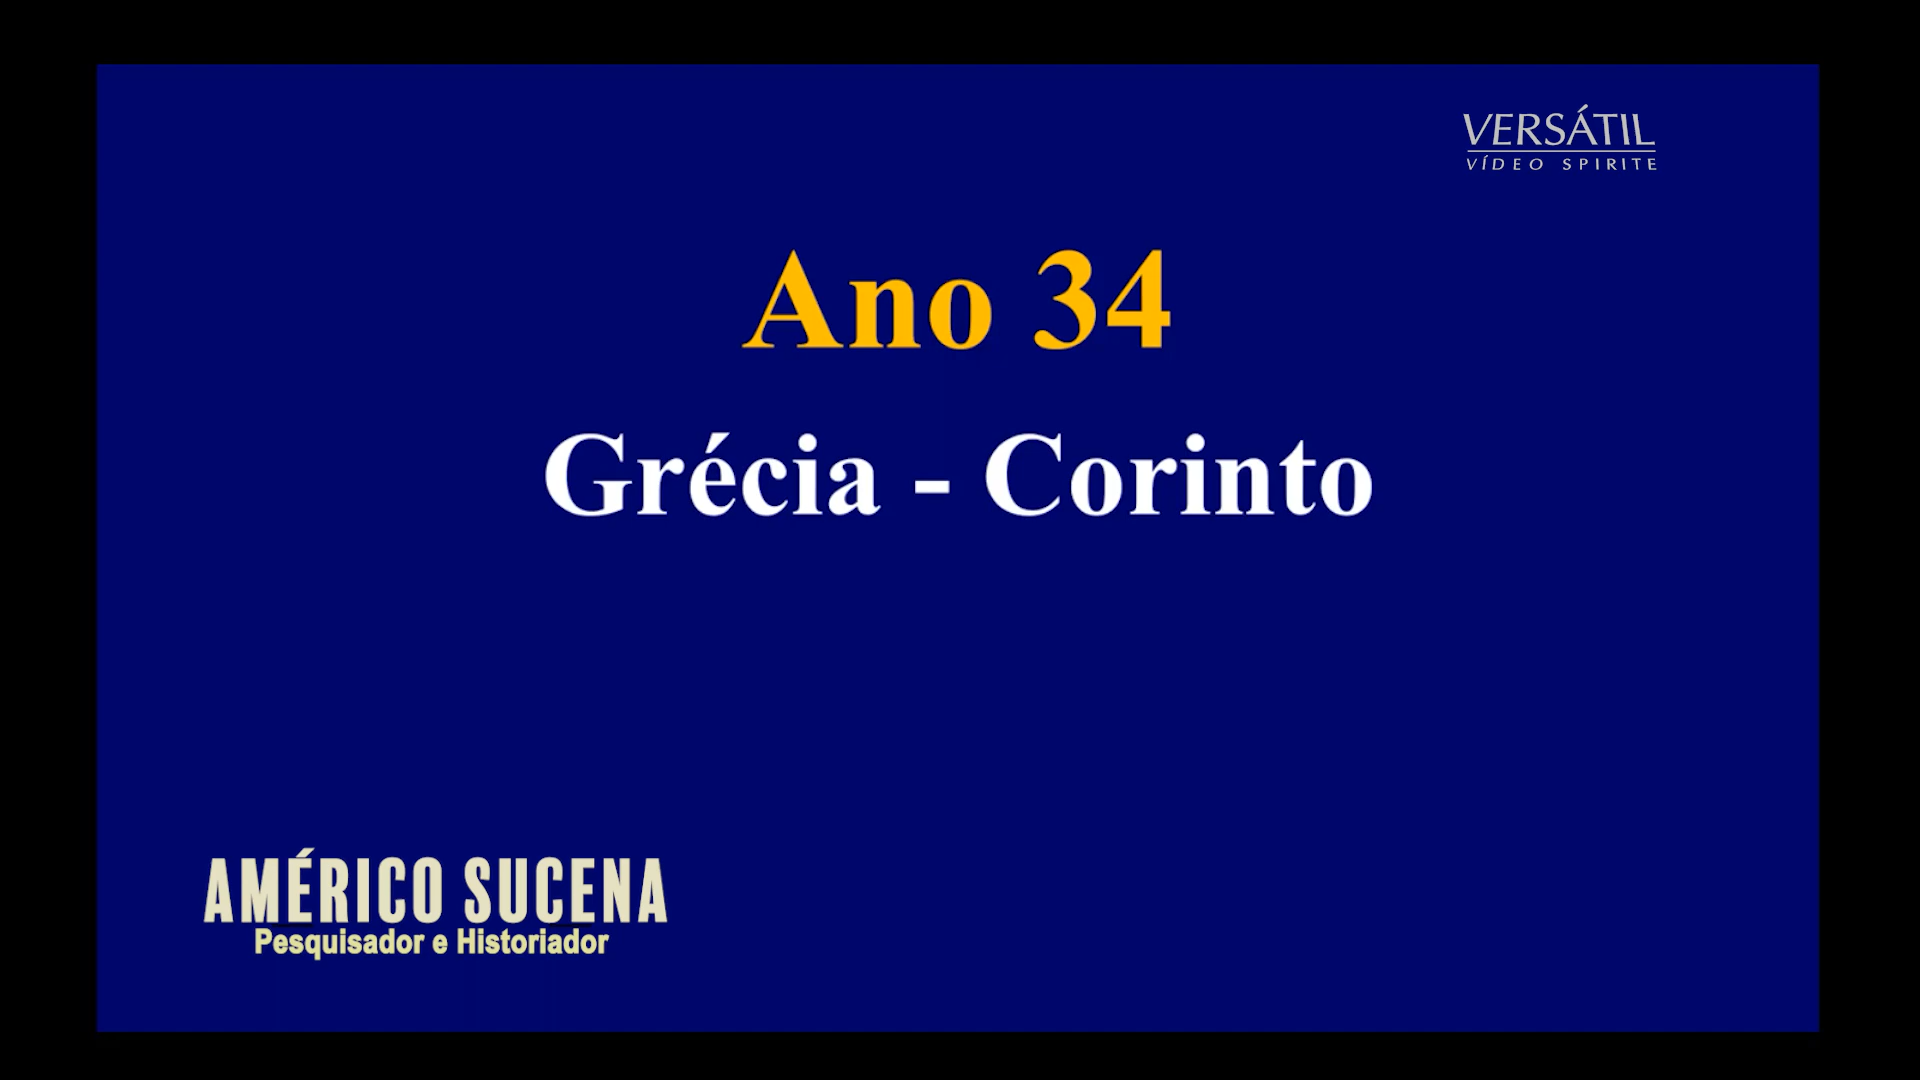 VERSÁTIL
VÍDEO SPIRITE
Ano 34
Grécia - Corinto
AMÉRICO SUCENA
Pesquisador e Historiador